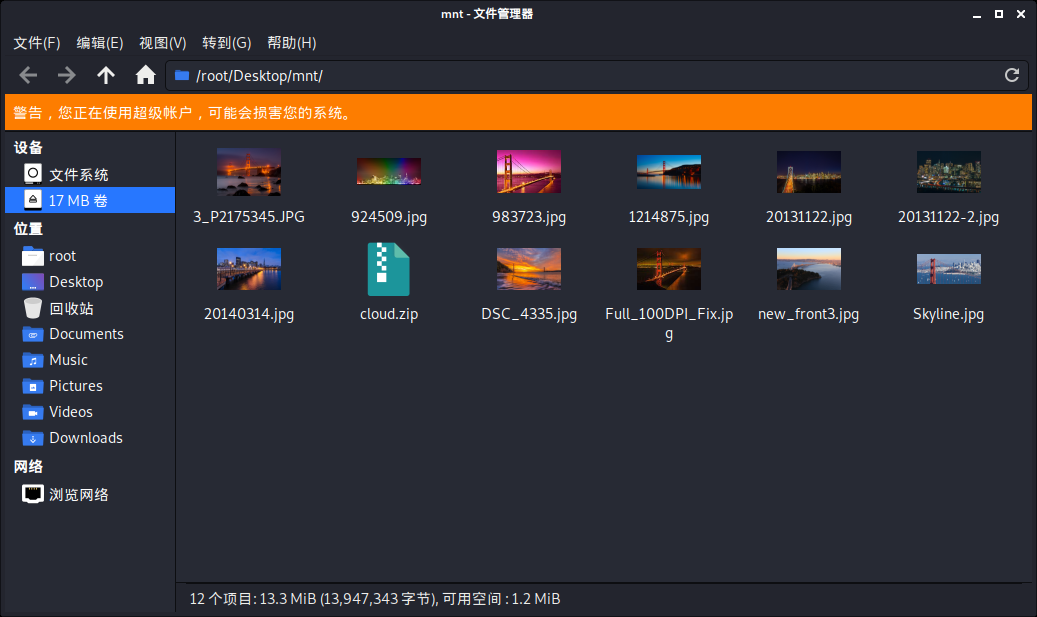 mnt - 文件管理器
文件(F) 编辑(E) 视图(V) 转到(G) 帮助(H)
/root/Desktop/mnt/
警告，您正在使用超级帐户，可能会损害您的系统。
设备
文件系统
17 MB 卷
位置
root
Desktop
回收站
Documents
Music
Pictures
Videos
Downloads
网络
浏览网络
3_P2175345.JPG 924509.jpg 983723.jpg 1214875.jpg 20131122.jpg 20131122-2.jpg
20140314.jpg cloud.zip DSC_4335.jpg Full_100DPI_Fix.jp new_front3.jpg Skyline.jpg
g
12 个项目: 13.3 MiB (13,947,343 字节), 可用空间 : 1.2 MiB